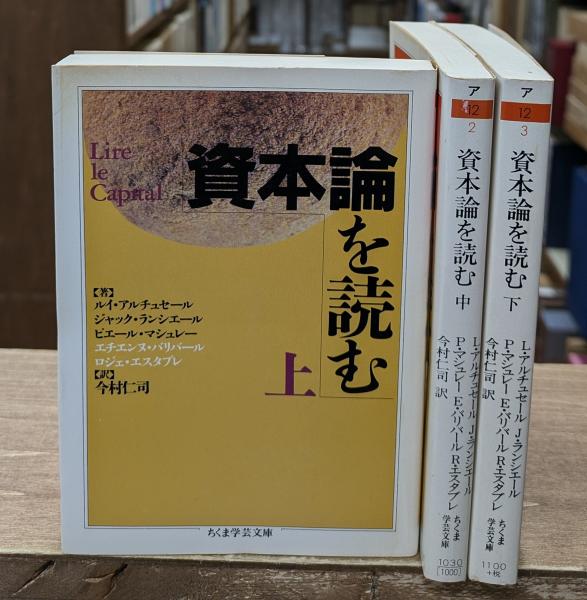 Lire
le
Capital
資本論
を読む
上
【著】
ルイ・アルチュセール
ジャック・ランシエール
ピエール・マシュレー
エチエンヌ・バリバール
ロジェ・エスタブレ
【訳】
今村仁司
ちくま学芸文庫
ア
12
2
資本論を読む 中
L・アルチュセール J・ランシエール
P・マシュレー E・バリバール R・エスタブレ
今村仁司 訳
ちくま
学芸文庫
1030
[1000]
ア
12
3
資本論を読む 下
L・アルチュセール J・ランシエール
P・マシュレー E・バリバール R・エスタブレ
今村仁司 訳
ちくま
学芸文庫
1100
+税